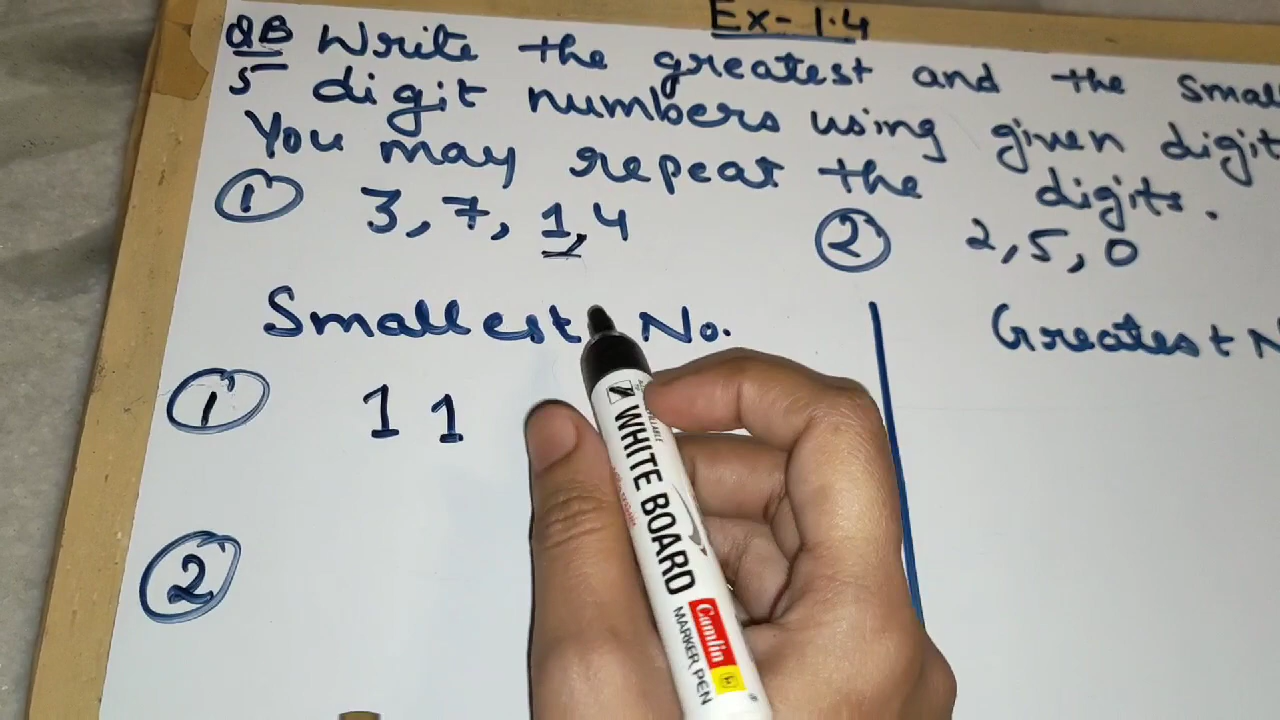 Ex-1.4
Q8 Write the greatest and the small
5 digit numbers using given digit
You may repeat the digits.
① 3, 7, 1, 4
② 2, 5, 0
Smallest No.
Greatest N
① 1 1
②
WHITE BOARD
MARKER PEN
Camlin